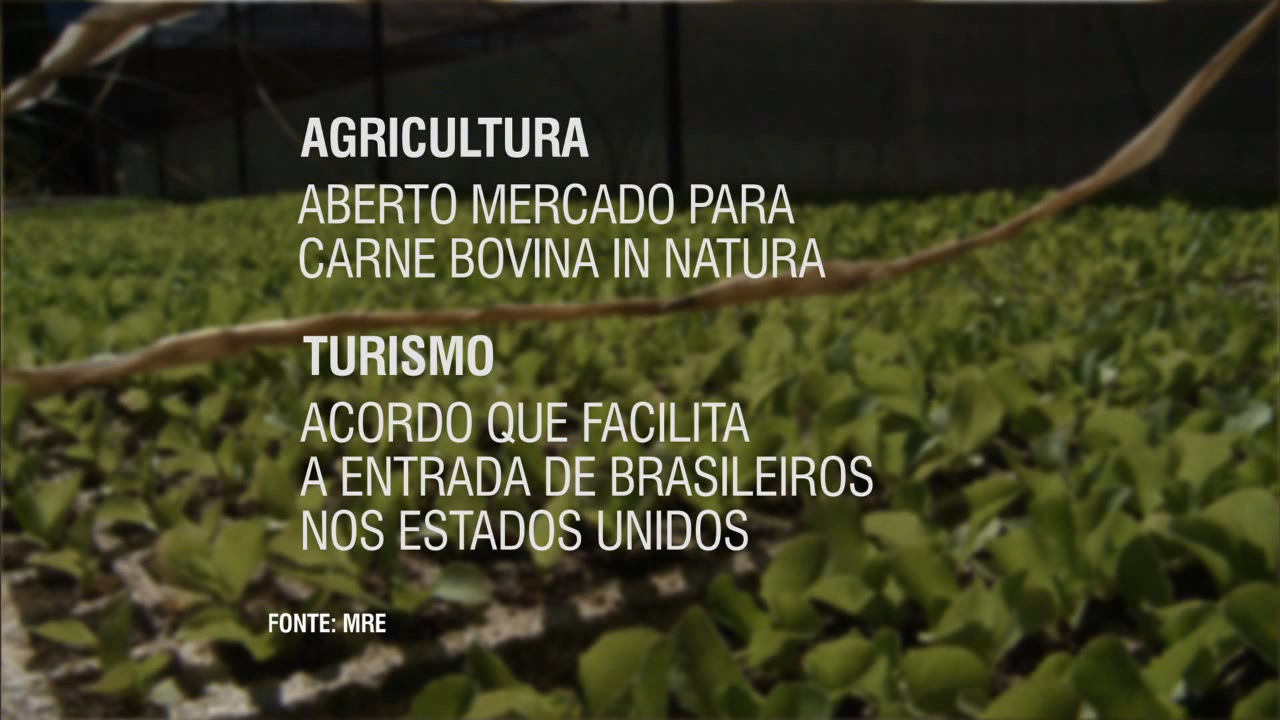 AGRICULTURA
ABERTO MERCADO PARA
CARNE BOVINA IN NATURA
TURISMO
ACORDO QUE FACILITA
A ENTRADA DE BRASILEIROS
NOS ESTADOS UNIDOS
FONTE: MRE